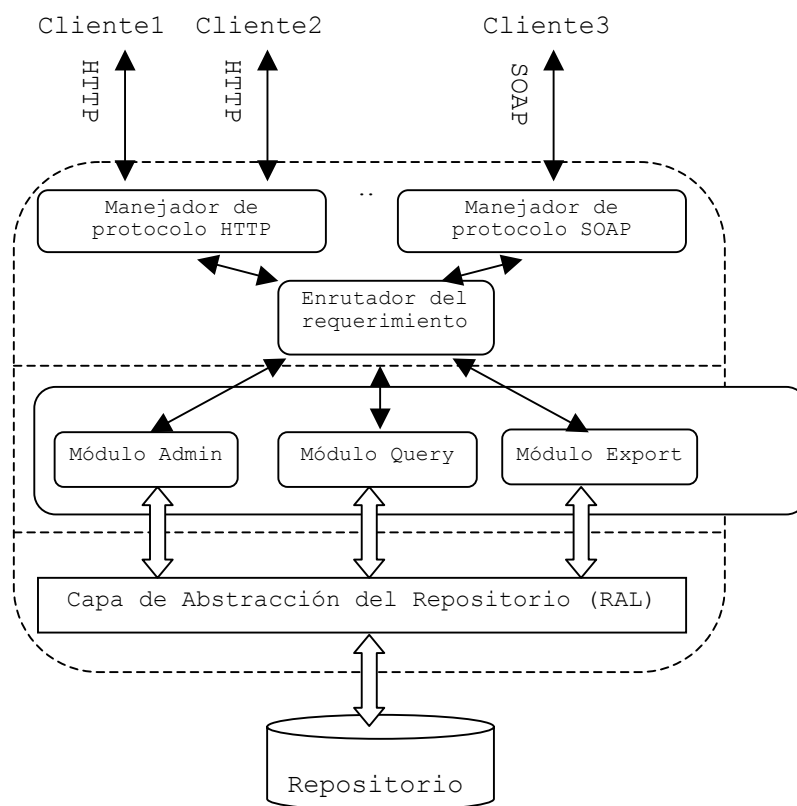 Cliente1
Cliente2
Cliente3
HTTP
HTTP
SOAP
Manejador de
protocolo HTTP
..
Manejador de
protocolo SOAP
Enrutador del
requerimiento
Módulo Admin
Módulo Query
Módulo Export
Capa de Abstracción del Repositorio (RAL)
Repositorio